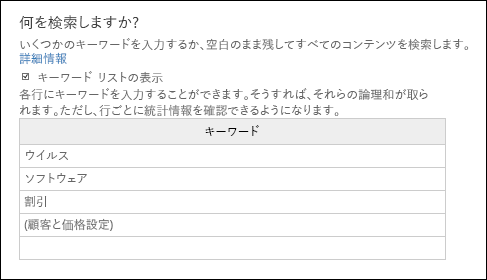 何を検索しますか?
いくつかのキーワードを入力するか、空白のまま残してすべてのコンテンツを検索します。
詳細情報
キーワード リストの表示
各行にキーワードを入力することができます。そうすれば、それらの論理和が取ら
れます。ただし、行ごとに統計情報を確認できるようになります。
キーワード
ウイルス
ソフトウェア
割引
(顧客と価格設定)